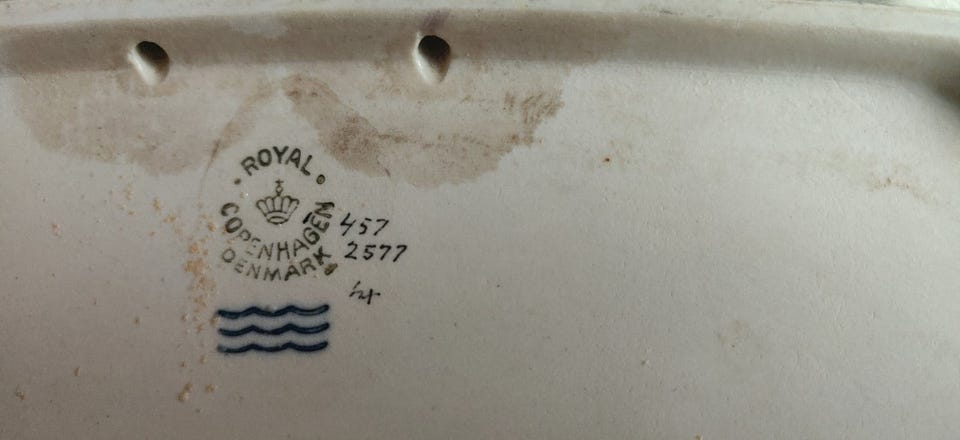 ROYAL
COPENHAGEN
DENMARK
457
2577